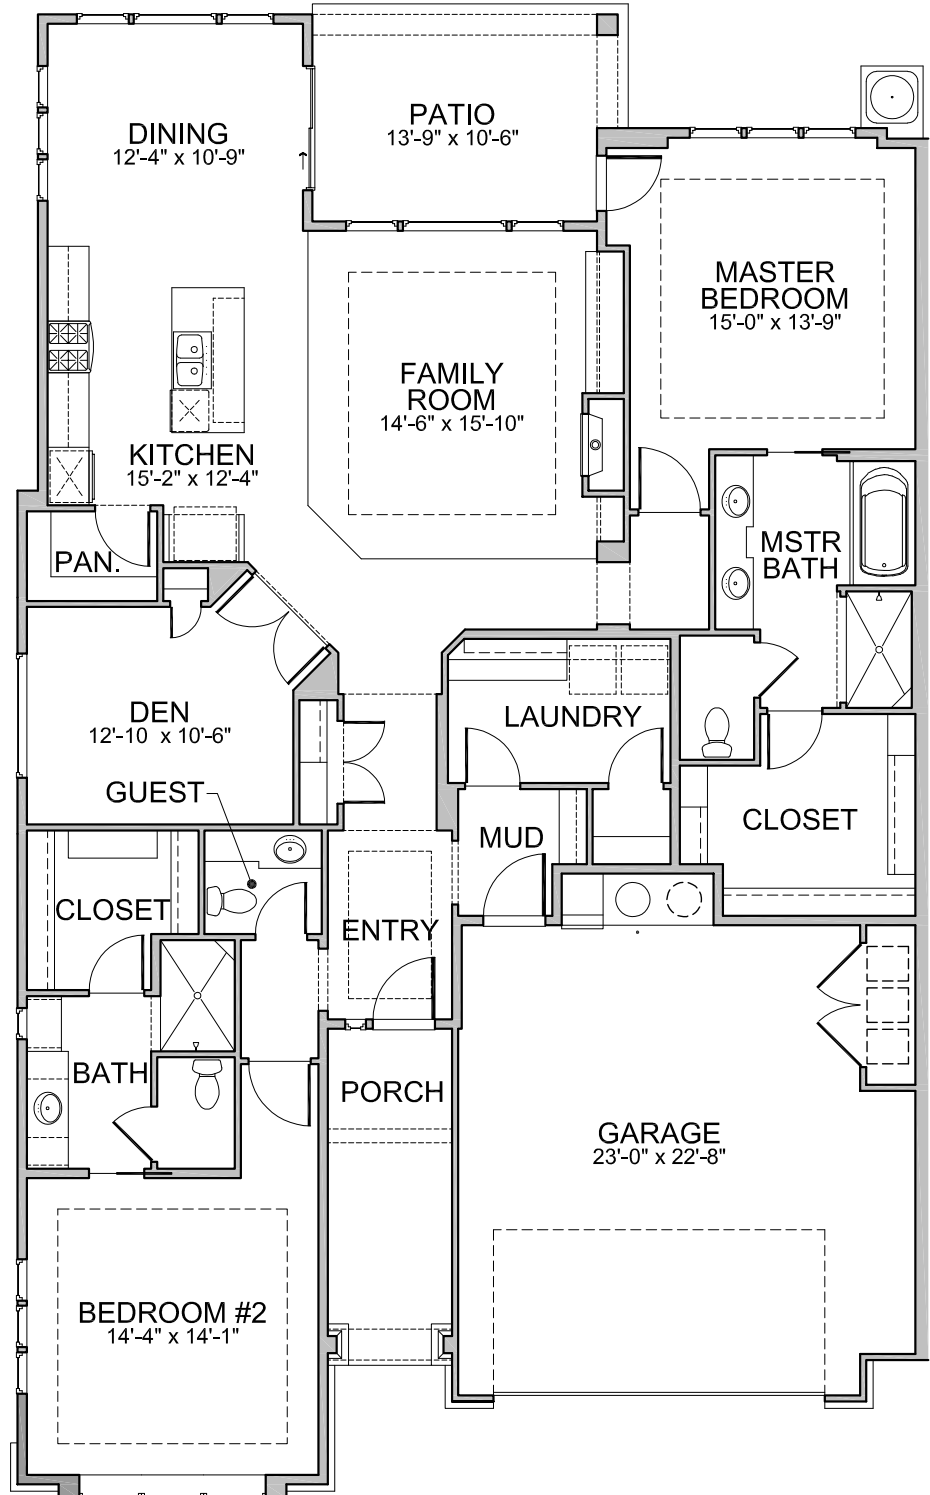 PATIO
13'-9" x 10'-6"
DINING
12'-4" x 10'-9"
MASTER
BEDROOM
15'-0" x 13'-9"
FAMILY
ROOM
14'-6" x 15'-10"
KITCHEN
15'-2" x 12'-4"
PAN.
MSTR
BATH
DEN
12'-10 x 10'-6"
LAUNDRY
GUEST
MUD
CLOSET
CLOSET
ENTRY
BATH
PORCH
GARAGE
23'-0" x 22'-8"
BEDROOM #2
14'-4" x 14'-1"